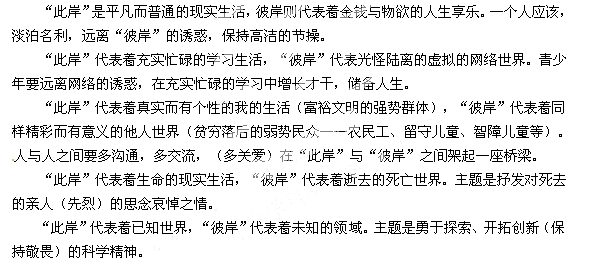 “此岸”是平凡而普通的现实生活，彼岸则代表着金钱与物欲的人生享乐。一个人应该，
淡泊名利，远离“彼岸”的诱惑，保持高洁的节操。
“此岸”代表着充实忙碌的学习生活，“彼岸”代表光怪陆离的虚拟的网络世界。青少
年要远离网络的诱惑，在充实忙碌的学习中增长才干，储备人生。
“此岸”代表着真实而有个性的我的生活（富裕文明的强势群体），“彼岸”代表着同
样精彩而有意义的他人世界（贫穷落后的弱势民众——农民工、留守儿童、智障儿童等）。
人与人之间要多沟通，多交流，（多关爱）在“此岸”与“彼岸”之间架起一座桥梁。
“此岸”代表着生命的现实生活，“彼岸”代表着逝去的死亡世界。主题是抒发对死去
的亲人（先烈）的思念哀悼之情。
“此岸”代表着已知世界，“彼岸”代表着未知的领域。主题是勇于探索、开拓创新（保
持敬畏）的科学精神。